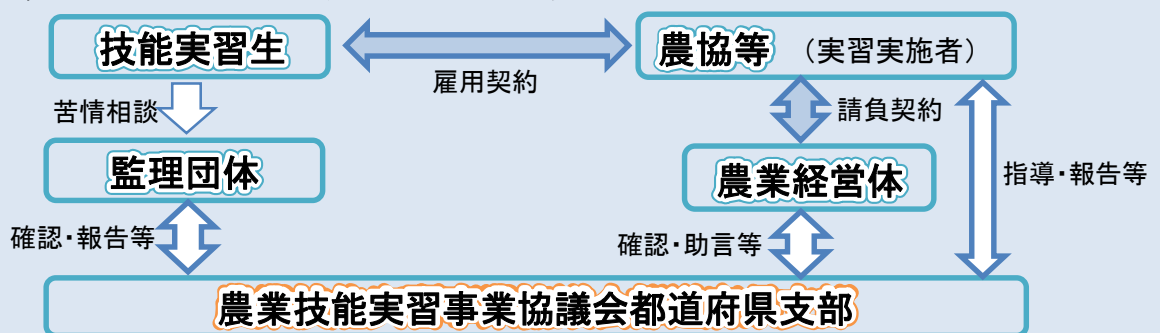 技能実習生
農協等 (実習実施者)
雇用契約
苦情相談
請負契約
監理団体
農業経営体
指導・報告等
確認・報告等
確認・助言等
農業技能実習事業協議会都道府県支部